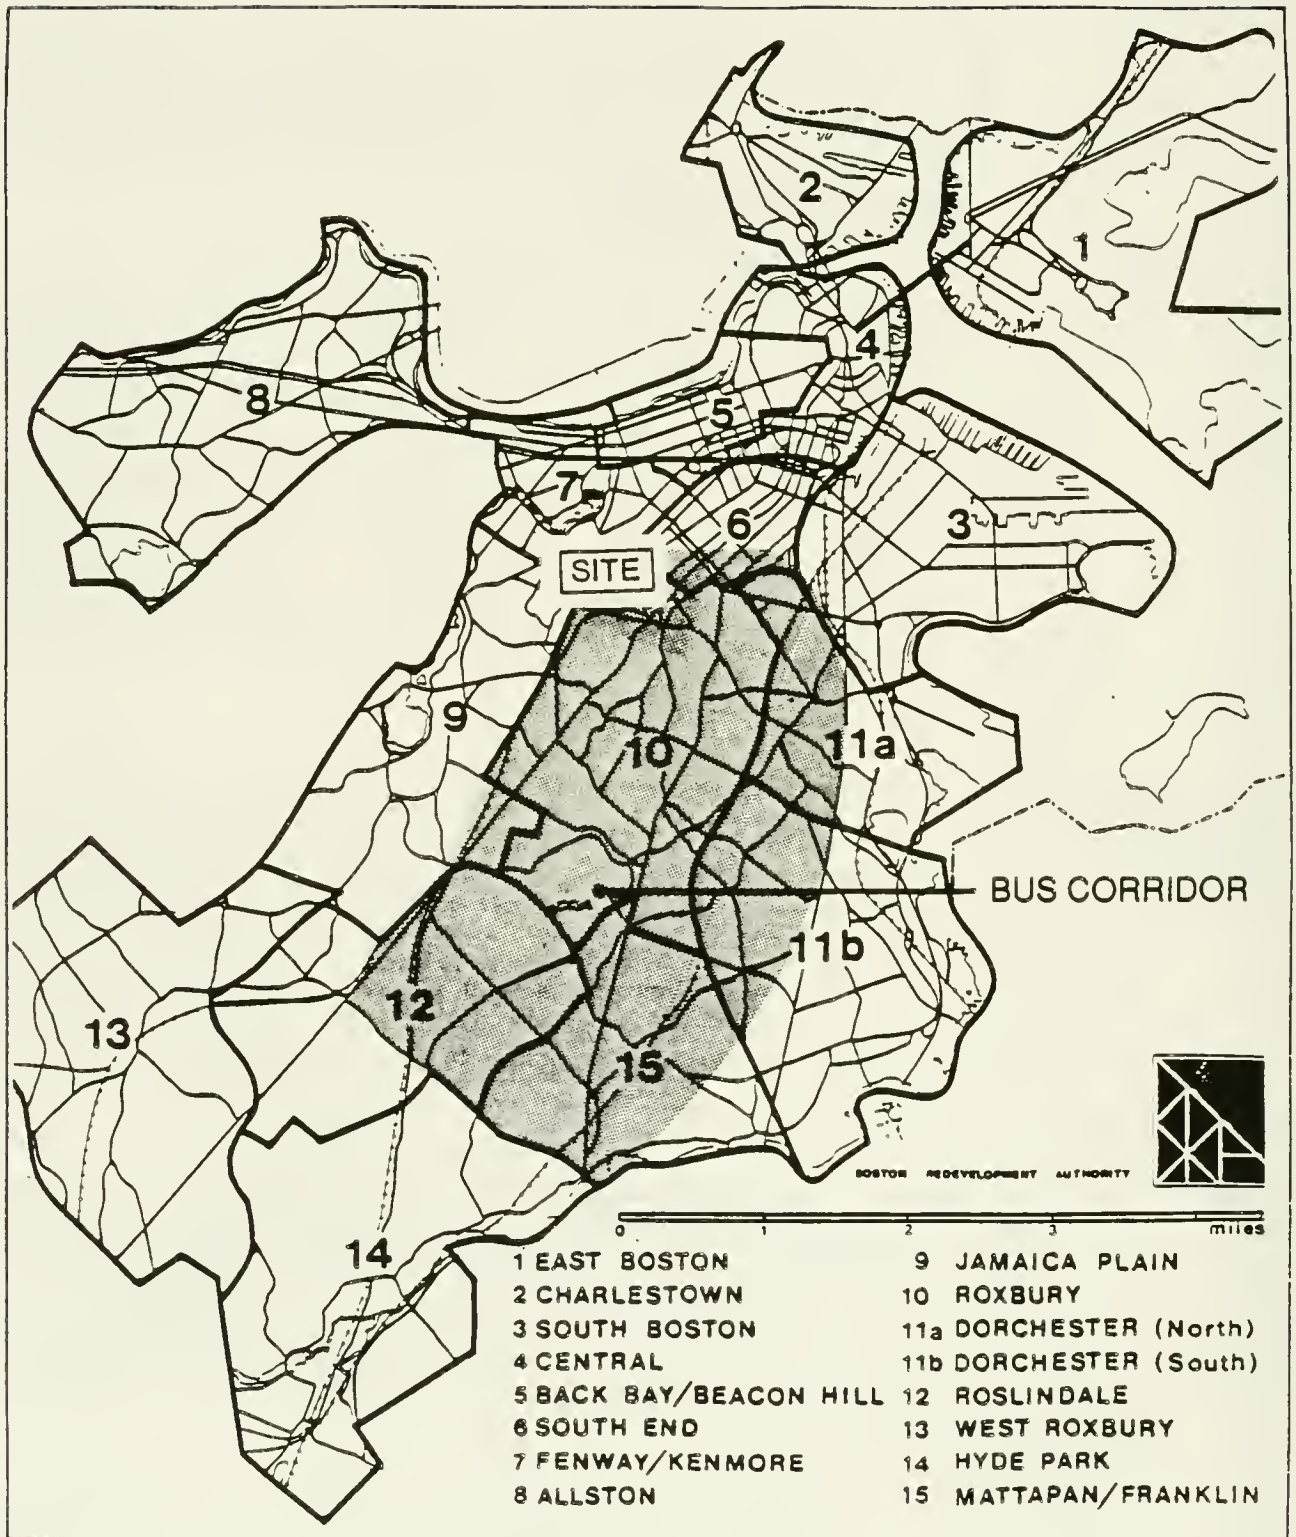 2
1
4
8
5
7
6
3
SITE
9
10
11a
BUS CORRIDOR
11b
12
13
15
BOSTON REDEVELOPMENT AUTHORITY
0 1 2 3 miles
14
1 EAST BOSTON
2 CHARLESTOWN
3 SOUTH BOSTON
4 CENTRAL
5 BACK BAY/BEACON HILL
6 SOUTH END
7 FENWAY/KENMORE
8 ALLSTON
9 JAMAICA PLAIN
10 ROXBURY
11a DORCHESTER (North)
11b DORCHESTER (South)
12 ROSLINDALE
13 WEST ROXBURY
14 HYDE PARK
15 MATTAPAN/FRANKLIN